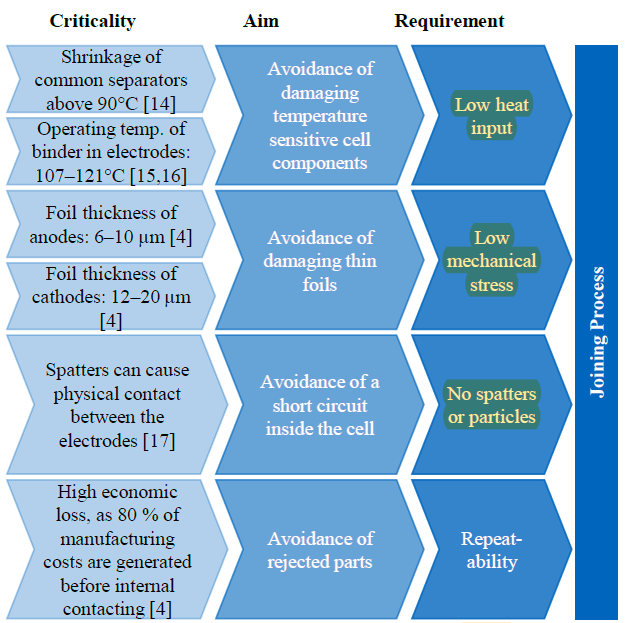 Criticality
Aim
Requirement
Shrinkage of
common separators
above 90°C [14]
Operating temp. of
binder in electrodes:
107–121°C [15,16]
Avoidance of
damaging
temperature
sensitive cell
components
Low heat
input
Foil thickness of
anodes: 6–10 μm [4]
Foil thickness of
cathodes: 12–20 μm
[4]
Avoidance of
damaging thin
foils
Low
mechanical
stress
Spatters can cause
physical contact
between the
electrodes [17]
Avoidance of a
short circuit
inside the cell
No spatters
or particles
High economic
loss, as 80 % of
manufacturing
costs are generated
before internal
contacting [4]
Avoidance of
rejected parts
Repeat-
ability
Joining Process